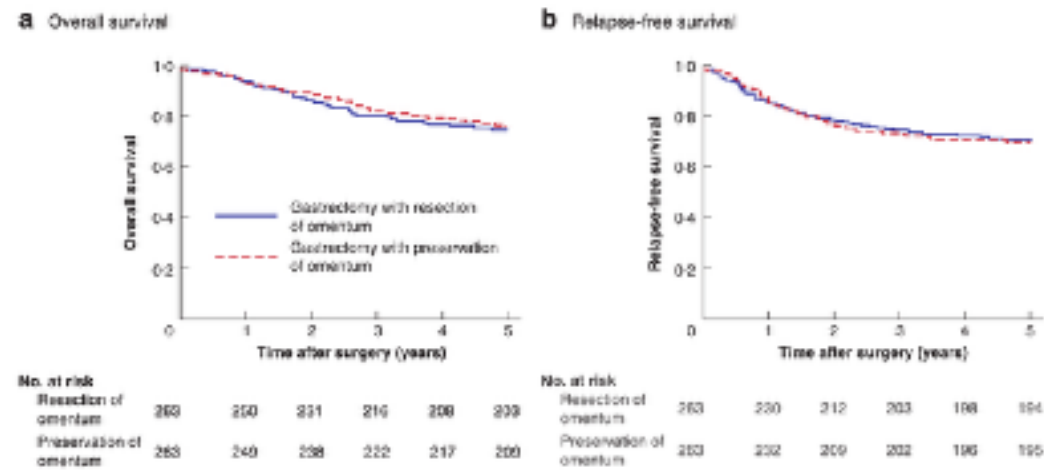 a Overall survival
1·0
0·8
0·6
0·4
0·2
0
1 2 3 4 5
Overall survival
Time after surgery (years)
Gastrectomy with resection
of omentum
Gastrectomy with preservation
of omentum
No. at risk
Resection of
omentum
263 250 231 216 208 203
Preservation of
omentum
263 249 238 222 217 209
b Relapse-free survival
1·0
0·8
0·6
0·4
0·2
0
1 2 3 4 5
Relapse-free survival
Time after surgery (years)
No. at risk
Resection of
omentum
263 230 212 203 198 194
Preservation of
omentum
263 232 209 202 196 195